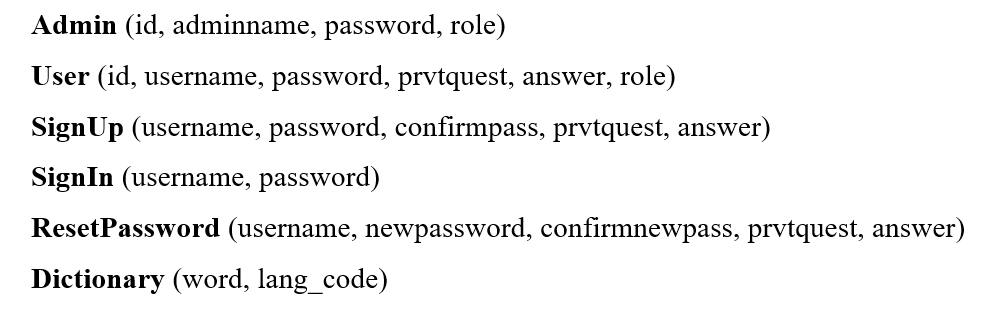 Admin (id, adminname, password, role)
User (id, username, password, prvtquest, answer, role)
SignUp (username, password, confirmpass, prvtquest, answer)
SignIn (username, password)
ResetPassword (username, newpassword, confirmnewpass, prvtquest, answer)
Dictionary (word, lang_code)